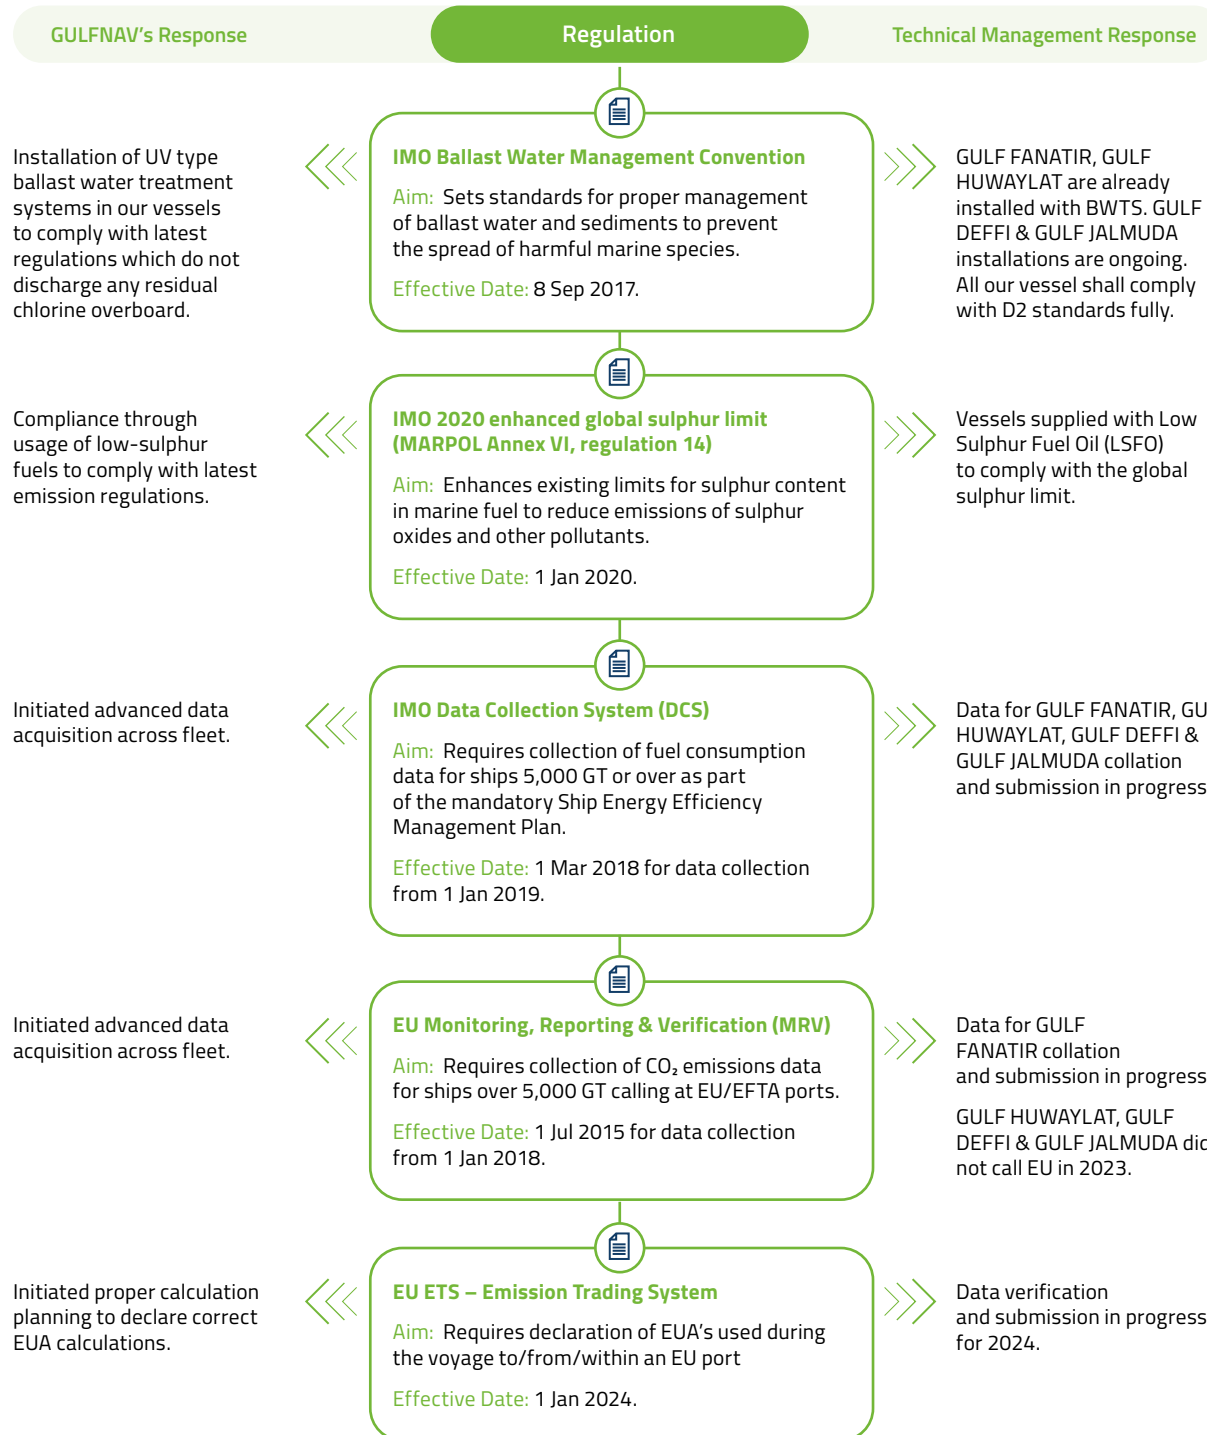 GULFNAV's Response
Regulation
Technical Management Response
Installation of UV type
ballast water treatment
systems in our vessels
to comply with latest
regulations which do not
discharge any residual
chlorine overboard.
IMO Ballast Water Management Convention
Aim: Sets standards for proper management
of ballast water and sediments to prevent
the spread of harmful marine species.
Effective Date: 8 Sep 2017.
GULF FANATIR, GULF
HUWAYLAT are already
installed with BWTS. GULF
DEFFI & GULF JALMUDA
installations are ongoing.
All our vessel shall comply
with D2 standards fully.
Compliance through
usage of low-sulphur
fuels to comply with latest
emission regulations.
IMO 2020 enhanced global sulphur limit
(MARPOL Annex VI, regulation 14)
Aim: Enhances existing limits for sulphur content
in marine fuel to reduce emissions of sulphur
oxides and other pollutants.
Effective Date: 1 Jan 2020.
Vessels supplied with Low
Sulphur Fuel Oil (LSFO)
to comply with the global
sulphur limit.
Initiated advanced data
acquisition across fleet.
IMO Data Collection System (DCS)
Aim: Requires collection of fuel consumption
data for ships 5,000 GT or over as part
of the mandatory Ship Energy Efficiency
Management Plan.
Effective Date: 1 Mar 2018 for data collection
from 1 Jan 2019.
Data for GULF FANATIR, GU
HUWAYLAT, GULF DEFFI &
GULF JALMUDA collation
and submission in progress
Initiated advanced data
acquisition across fleet.
EU Monitoring, Reporting & Verification (MRV)
Aim: Requires collection of CO₂ emissions data
for ships over 5,000 GT calling at EU/EFTA ports.
Effective Date: 1 Jul 2015 for data collection
from 1 Jan 2018.
Data for GULF
FANATIR collation
and submission in progress
GULF HUWAYLAT, GULF
DEFFI & GULF JALMUDA did
not call EU in 2023.
Initiated proper calculation
planning to declare correct
EUA calculations.
EU ETS – Emission Trading System
Aim: Requires declaration of EUA's used during
the voyage to/from/within an EU port
Effective Date: 1 Jan 2024.
Data verification
and submission in progress
for 2024.